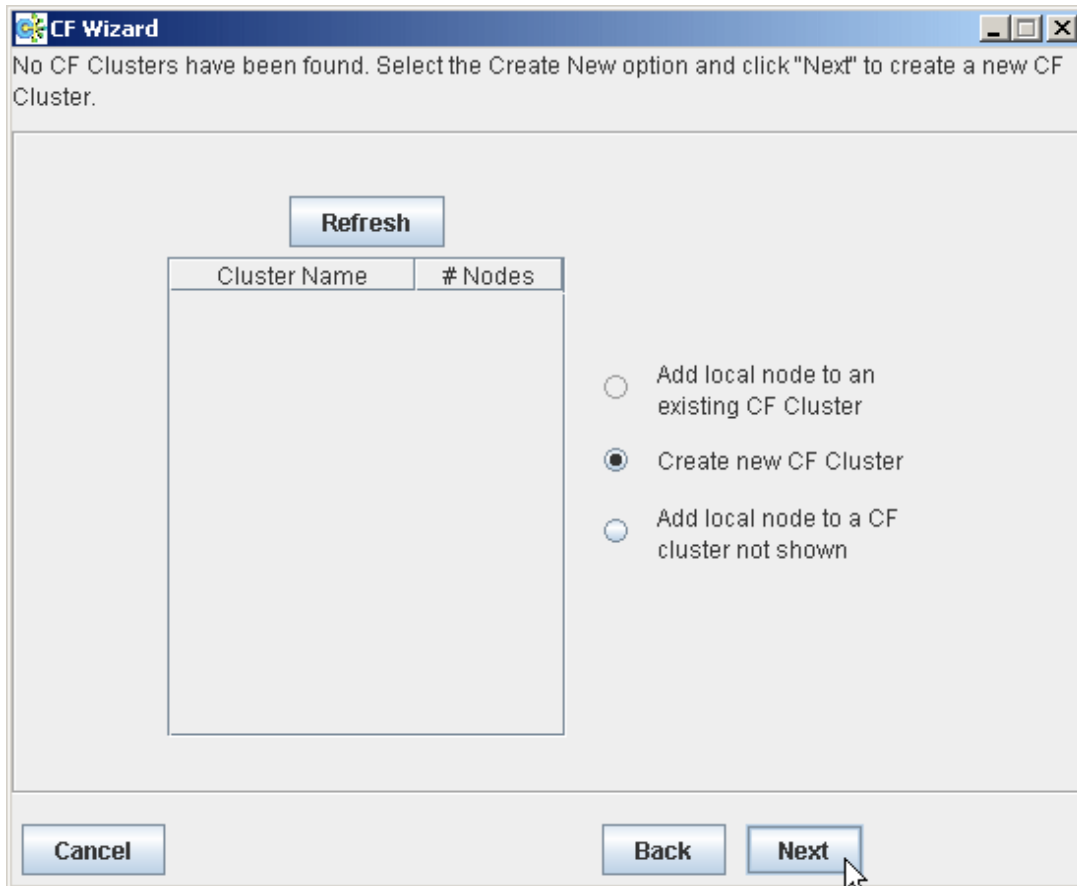 CF Wizard
No CF Clusters have been found. Select the Create New option and click "Next" to create a new CF
Cluster.
Refresh
Cluster Name # Nodes
Add local node to an
existing CF Cluster
Create new CF Cluster
Add local node to a CF
cluster not shown
Cancel Back Next